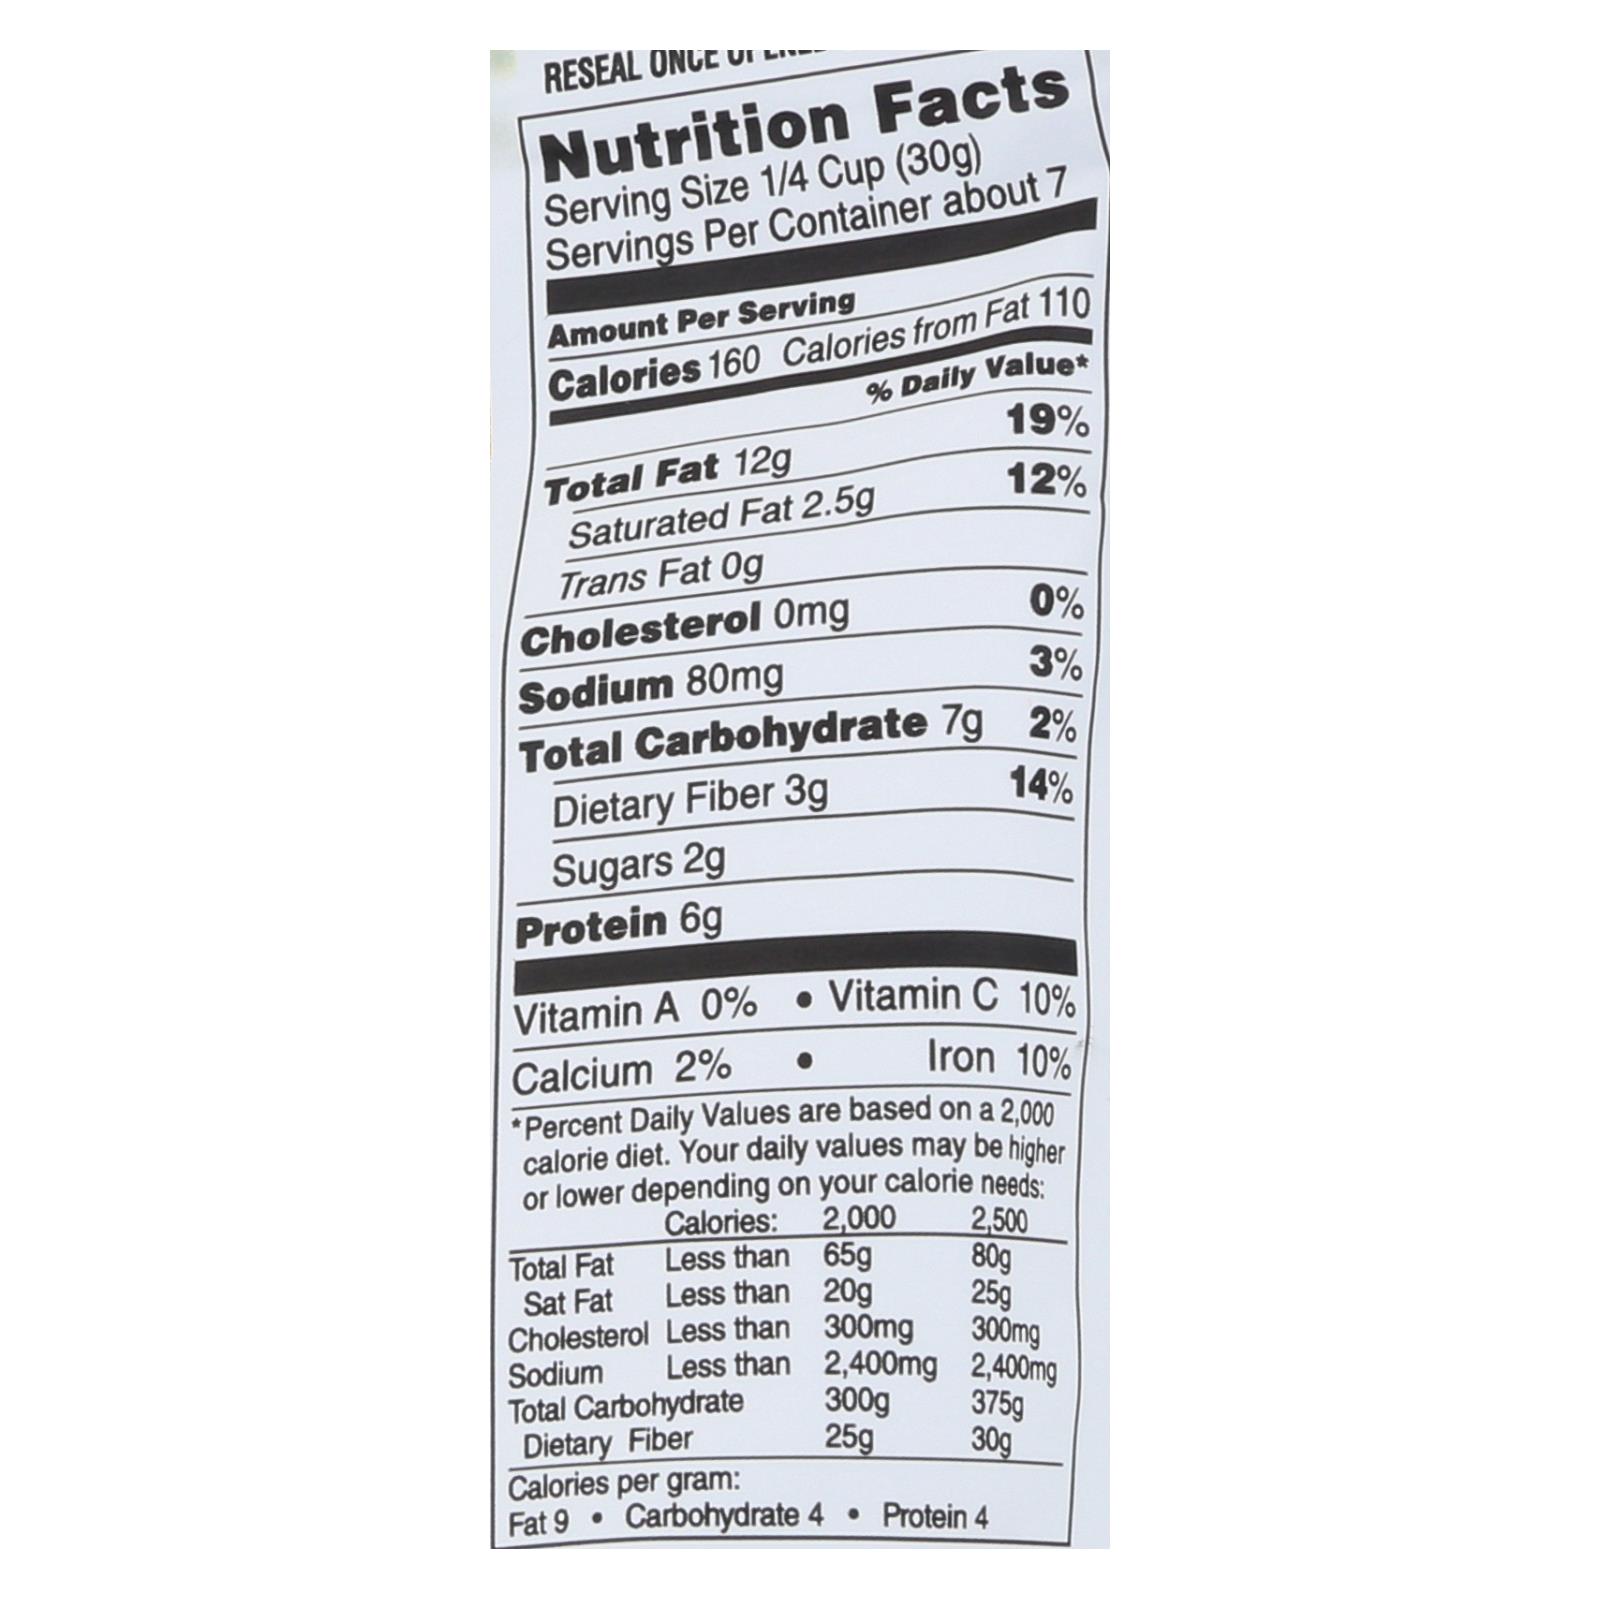 RESEAL ONCE
Nutrition Facts
Serving Size 1/4 Cup (30g)
Servings Per Container about 7
Amount Per Serving
Calories 160 Calories from Fat 110
% Daily Value*
Total Fat 12g 19%
Saturated Fat 2.5g 12%
Trans Fat 0g
Cholesterol 0mg 0%
Sodium 80mg 3%
Total Carbohydrate 7g 2%
Dietary Fiber 3g 14%
Sugars 2g
Protein 6g
Vitamin A 0% • Vitamin C 10%
Calcium 2% • Iron 10%
*Percent Daily Values are based on a 2,000
calorie diet. Your daily values may be higher
or lower depending on your calorie needs:
Calories: 2,000 2,500
Total Fat Less than 65g 80g
Sat Fat Less than 20g 25g
Cholesterol Less than 300mg 300mg
Sodium Less than 2,400mg 2,400mg
Total Carbohydrate 300g 375g
Dietary Fiber 25g 30g
Calories per gram:
Fat 9 • Carbohydrate 4 • Protein 4